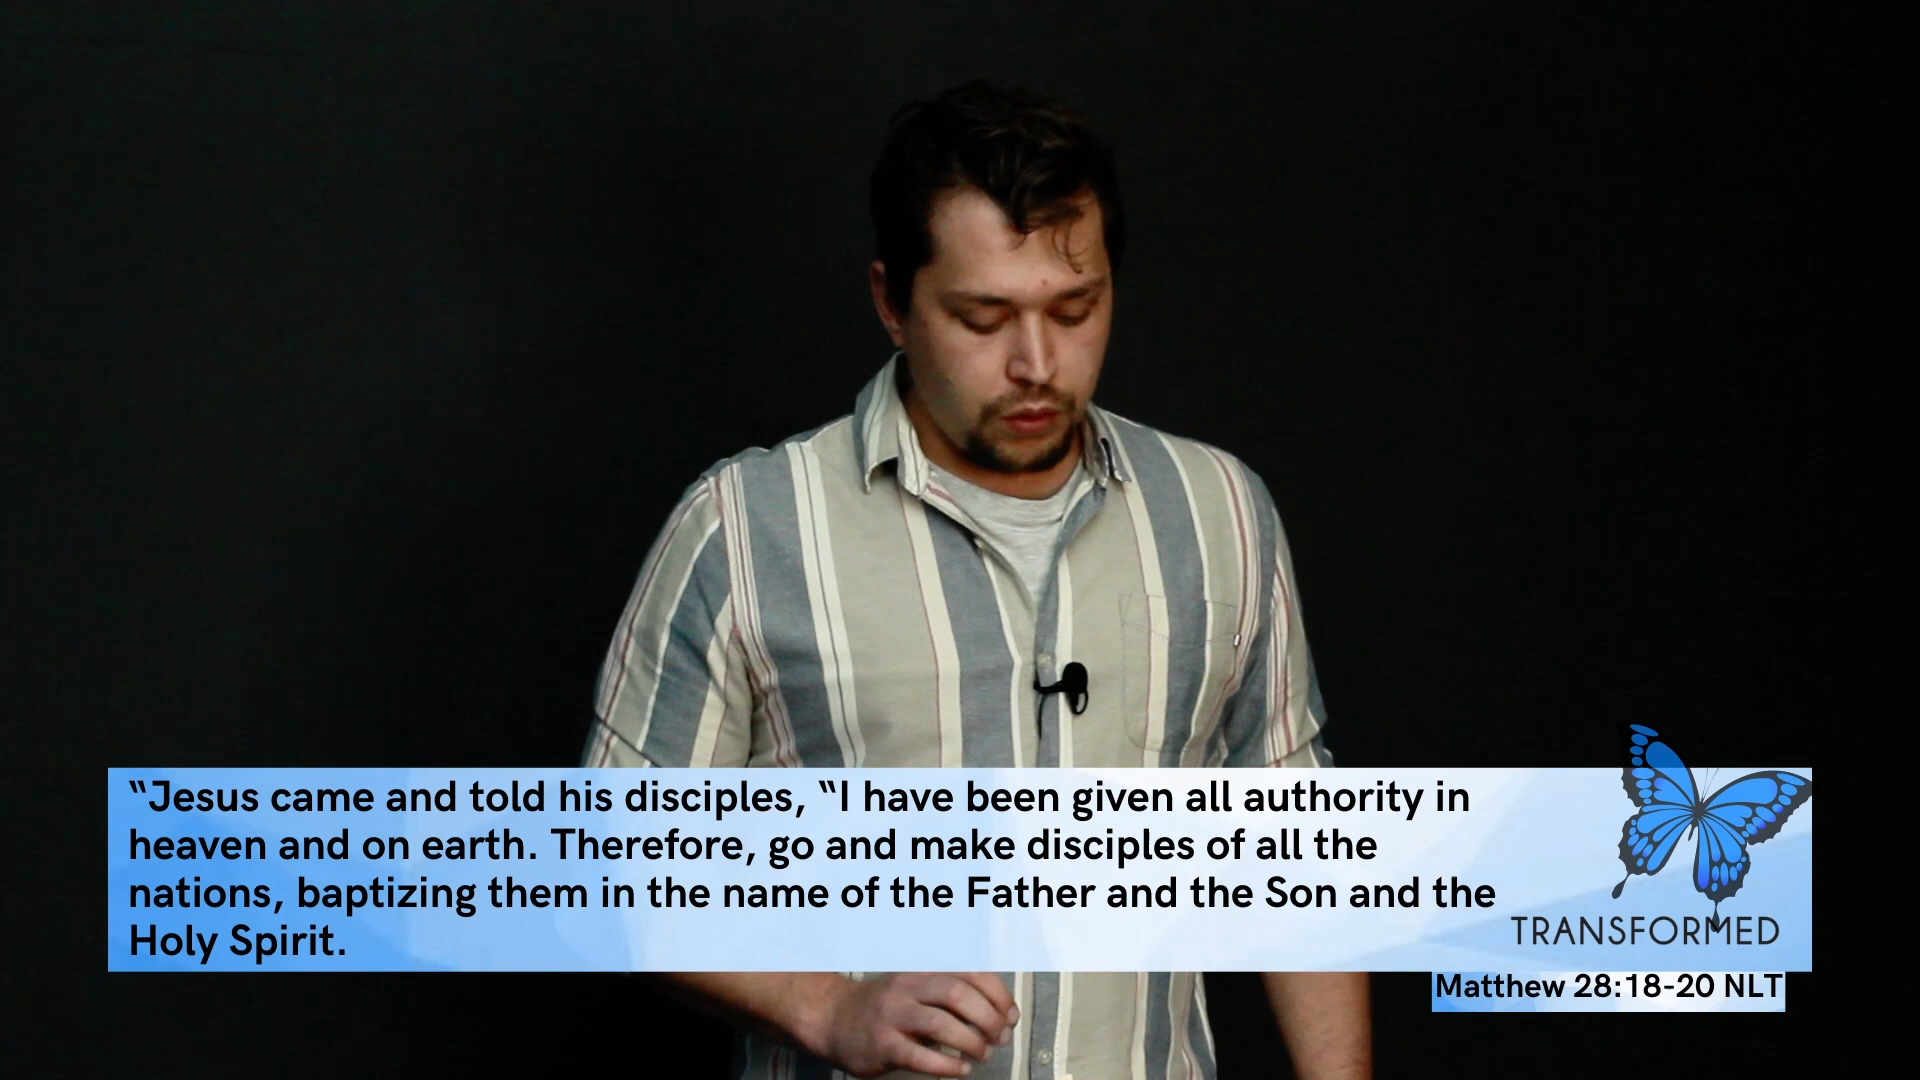 “Jesus came and told his disciples, “I have been given all authority in
heaven and on earth. Therefore, go and make disciples of all the
nations, baptizing them in the name of the Father and the Son and the
Holy Spirit.
TRANSFORMED
Matthew 28:18-20 NLT